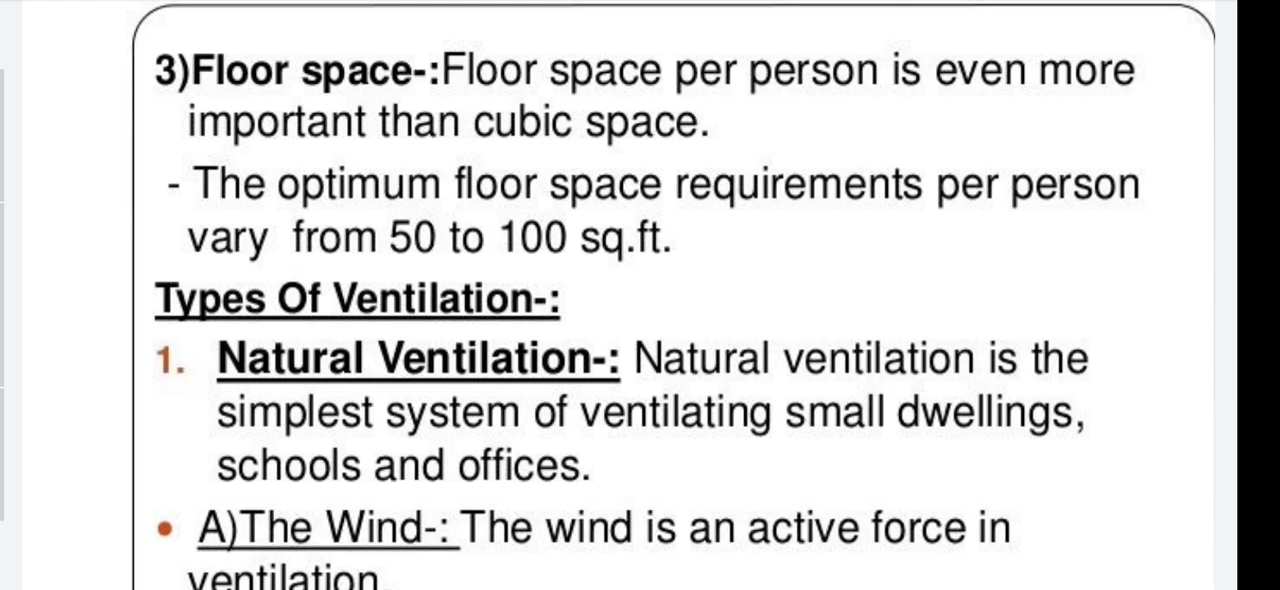 3)Floor space-:Floor space per person is even more
important than cubic space.
- The optimum floor space requirements per person
vary from 50 to 100 sq.ft.
Types Of Ventilation-:
1. Natural Ventilation-: Natural ventilation is the
simplest system of ventilating small dwellings,
schools and offices.
• A)The Wind-: The wind is an active force in
ventilation.